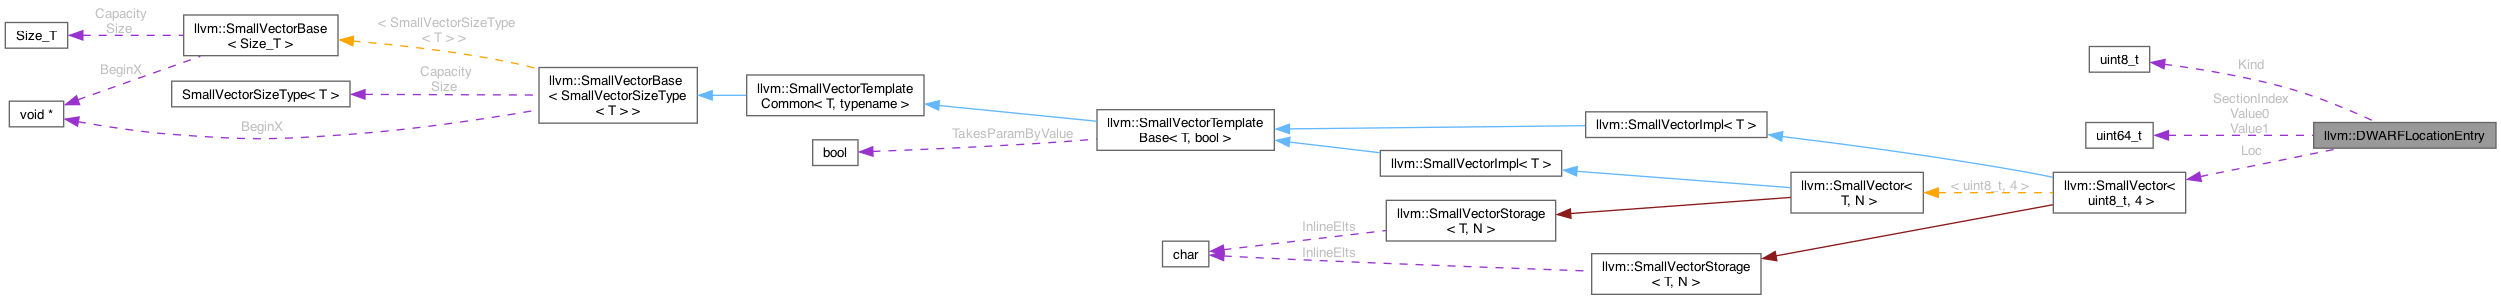 Size_T
Capacity
Size
llvm::SmallVectorBase
< Size_T >
< SmallVectorSizeType
< T > >
BeginX
SmallVectorSizeType< T >
void *
Capacity
Size
BeginX
llvm::SmallVectorBase
< SmallVectorSizeType
< T > >
llvm::SmallVectorTemplate
Common< T, typename >
bool
TakesParamByValue
llvm::SmallVectorTemplate
Base< T, bool >
llvm::SmallVectorImpl< T >
llvm::SmallVectorImpl< T >
llvm::SmallVectorStorage
< T, N >
char
InlineElts
InlineElts
llvm::SmallVectorStorage
< T, N >
llvm::SmallVector<
T, N >
< uint8_t, 4 >
llvm::SmallVector<
uint8_t, 4 >
uint8_t
Kind
uint64_t
SectionIndex
Value0
Value1
Loc
llvm::DWARFLocationEntry